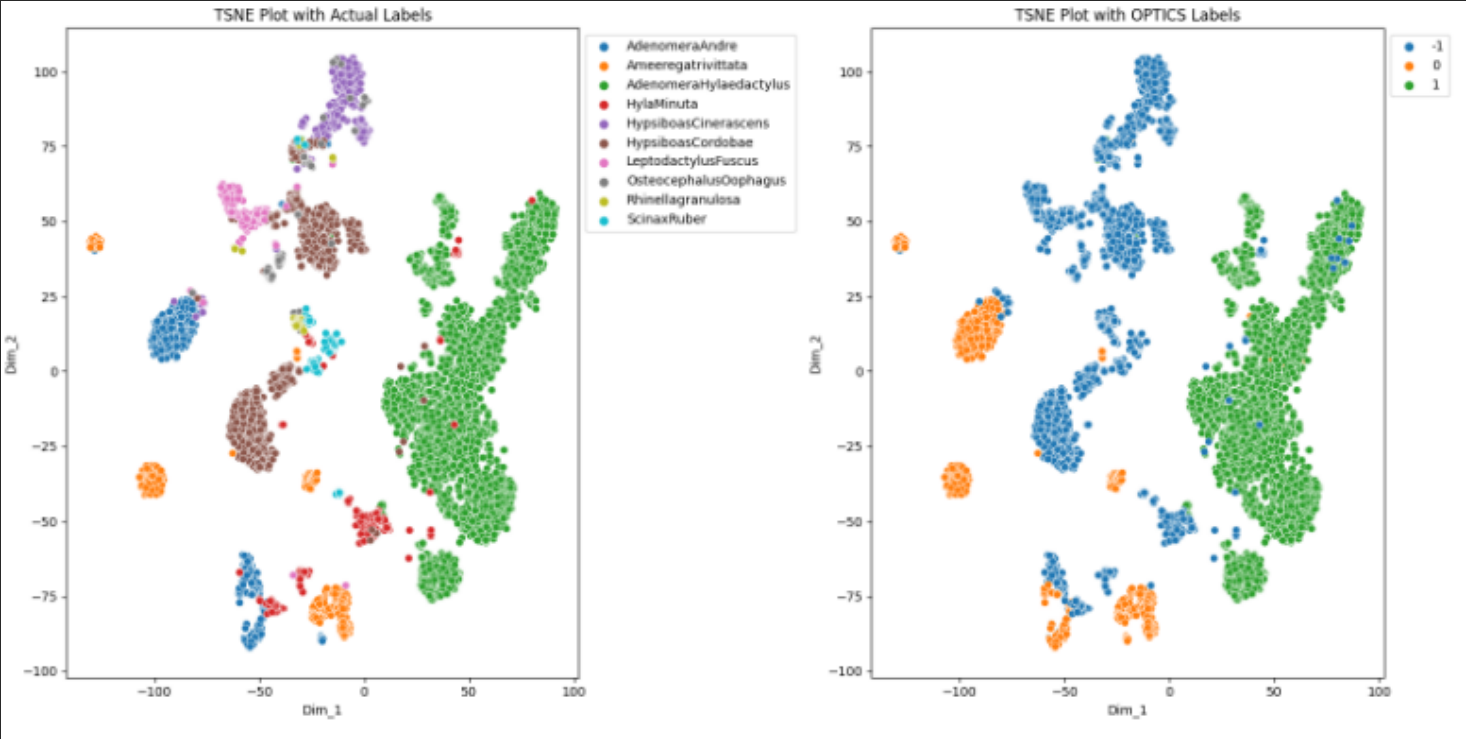 TSNE Plot with Actual Labels
100
75
50
25
0
−25
−50
−75
−100
Dim_2
−100
−50
0
50
100
Dim_1
AdenomeraAndre
Ameeregatrivittata
AdenomeraHylaedactylus
HylaMinuta
HypsiboasCinerascens
HypsiboasCordobae
LeptodactylusFuscus
OsteocephalusOophagus
Rhinellagranulosa
ScinaxRuber
TSNE Plot with OPTICS Labels
100
75
50
25
0
−25
−50
−75
−100
Dim_2
−100
−50
0
50
100
Dim_1
-1
0
1